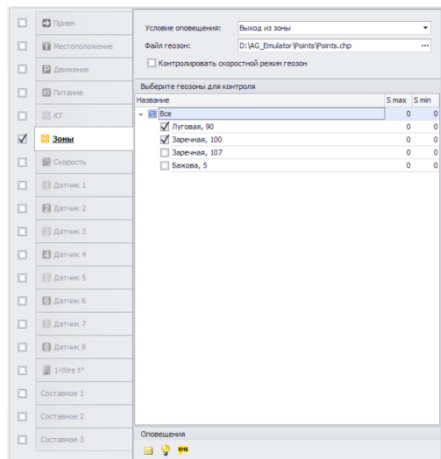 Прием
Местоположение
Движение
Питание
КТ
Зоны
Скорость
Датчик 1
Датчик 2
Датчик 3
Датчик 4
Датчик 5
Датчик 6
Датчик 7
Датчик 8
1-Wire t°
Составное 1
Составное 2
Составное 3
Условие оповещения: Выход из зоны
Файл геозон: D:\AG_Emulator\Points\Points.chp ...
Контролировать скоростной режим геозон
Выберите геозоны для контроля
Название S max S min
Все 0 0
Луговая, 90 0 0
Заречная, 100 0 0
Заречная, 107 0 0
Бажова, 5 0 0
Оповещения